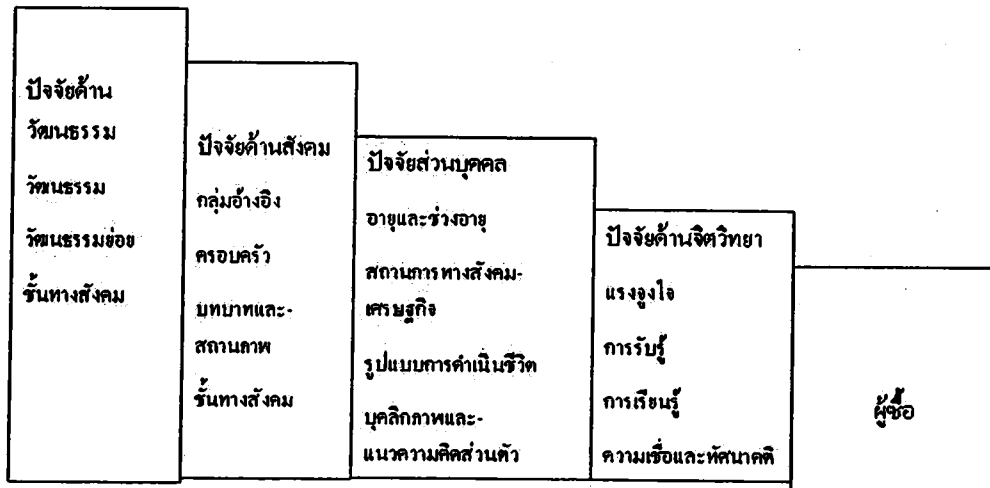 ปัจจัยด้าน
วัฒนธรรม
วัฒนธรรม
วัฒนธรรมย่อย
ชั้นทางสังคม
ปัจจัยด้านสังคม
กลุ่มอ้างอิง
ครอบครัว
บทบาทและ-
สถานภาพ
ชั้นทางสังคม
ปัจจัยส่วนบุคคล
อายุและช่วงอายุ
สถานการทางสังคม-
เศรษฐกิจ
รูปแบบการดำเนินชีวิต
บุคลิกภาพและ-
แนวความคิดส่วนตัว
ปัจจัยด้านจิตวิทยา
แรงจูงใจ
การรับรู้
การเรียนรู้
ความเชื่อและทัศนาคติ
ผู้ซื้อ